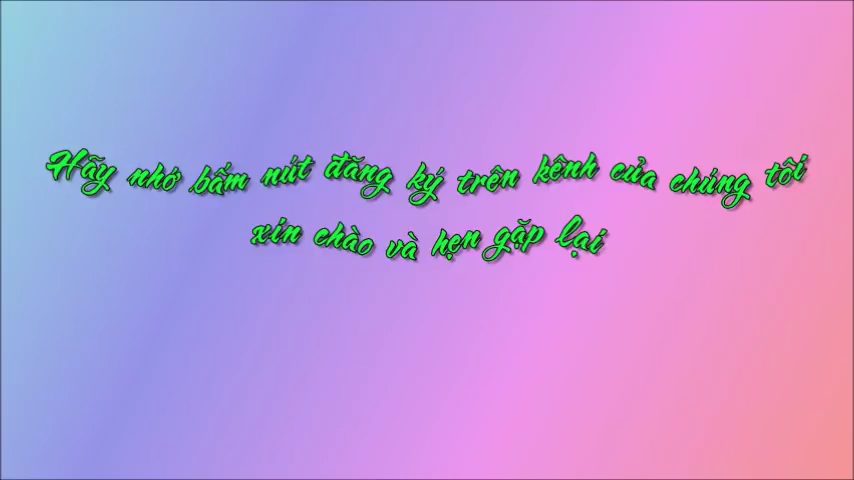 Hãy nhớ bấm nút đăng ký trên kênh của chúng tôi
xin chào và hẹn gặp lại